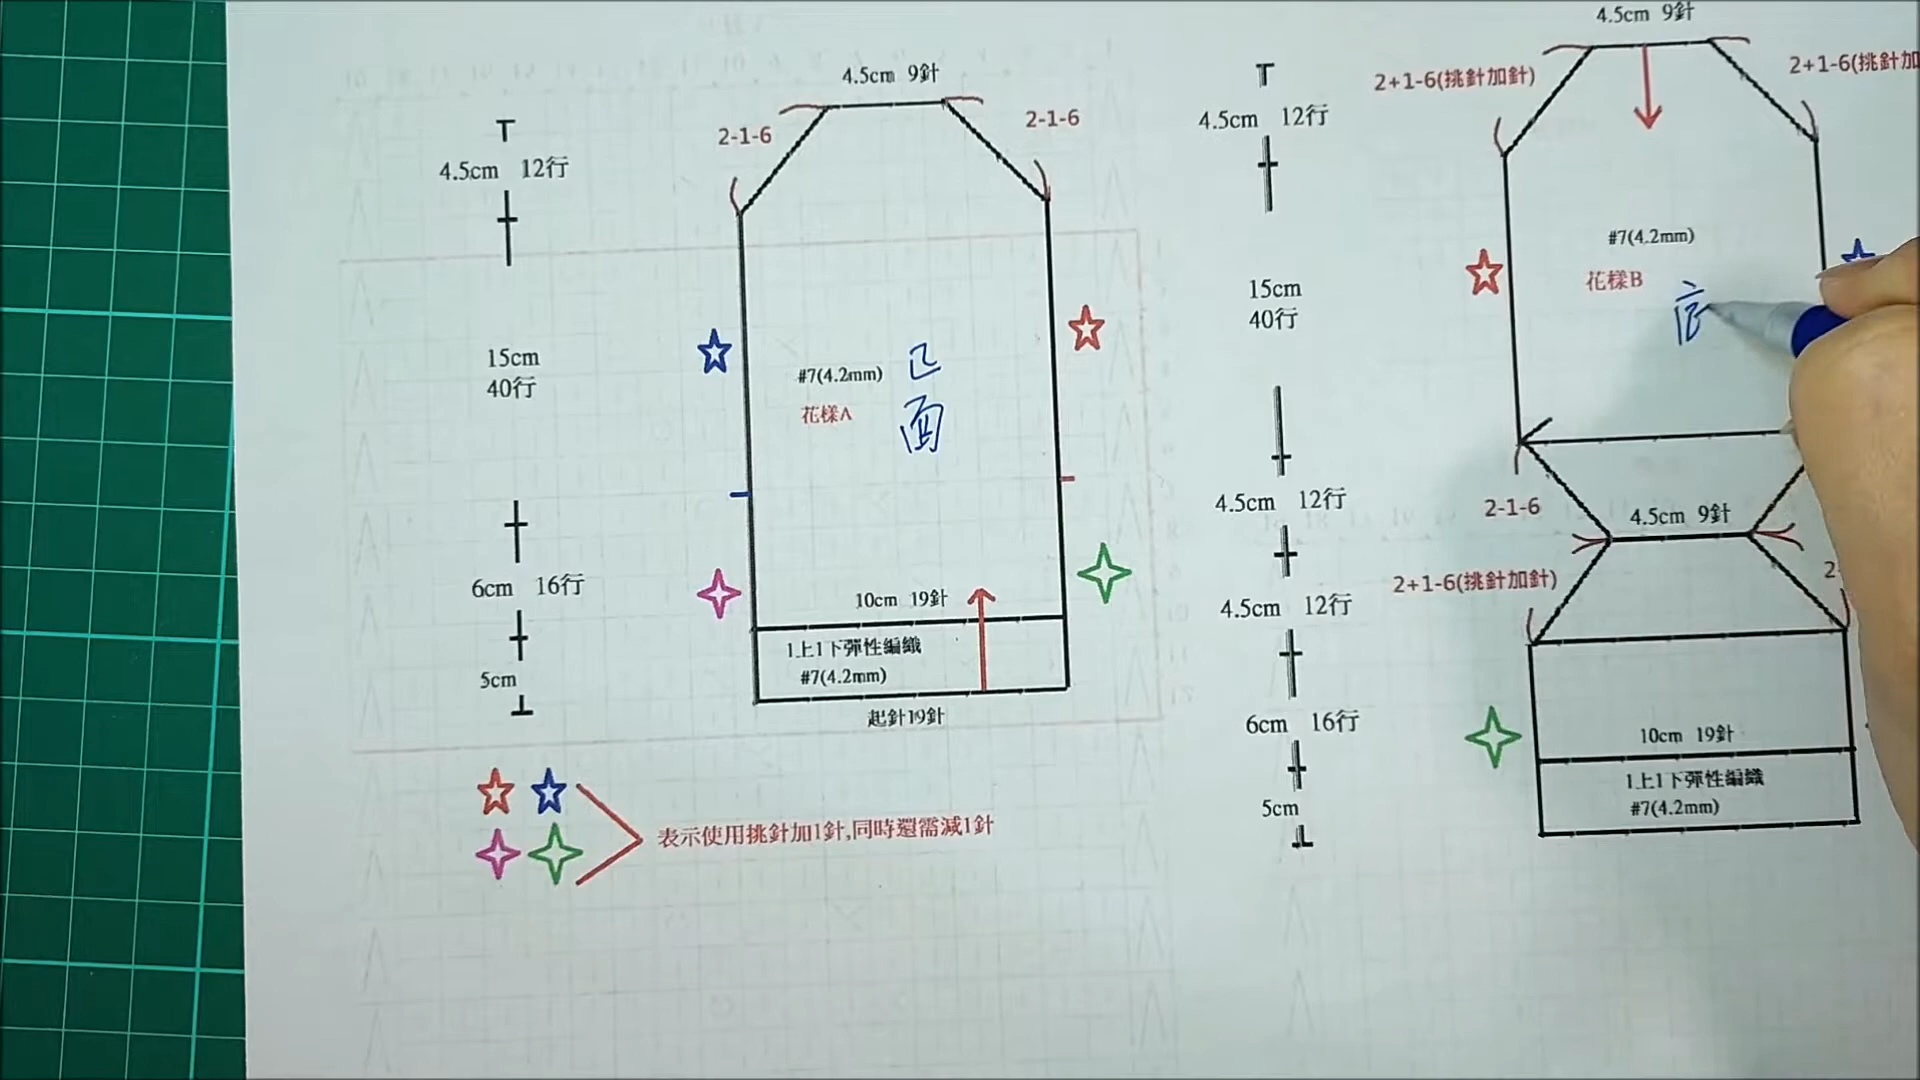 4.5cm 9針
2-1-6
2-1-6
4.5cm 12行
15cm
40行
#7(4.2mm)
花樣A
面
6cm 16行
10cm 19針
1上1下彈性編織
#7(4.2mm)
5cm
起針19針
表示使用挑針加1針,同時還需減1針
4.5cm 9針
2+1-6(挑針加針)
2+1-6(挑針加
4.5cm 12行
15cm
40行
#7(4.2mm)
花樣B
4.5cm 12行
2-1-6
4.5cm 9針
4.5cm 12行
2+1-6(挑針加針)
2-
6cm 16行
10cm 19針
1上1下彈性編織
#7(4.2mm)
5cm